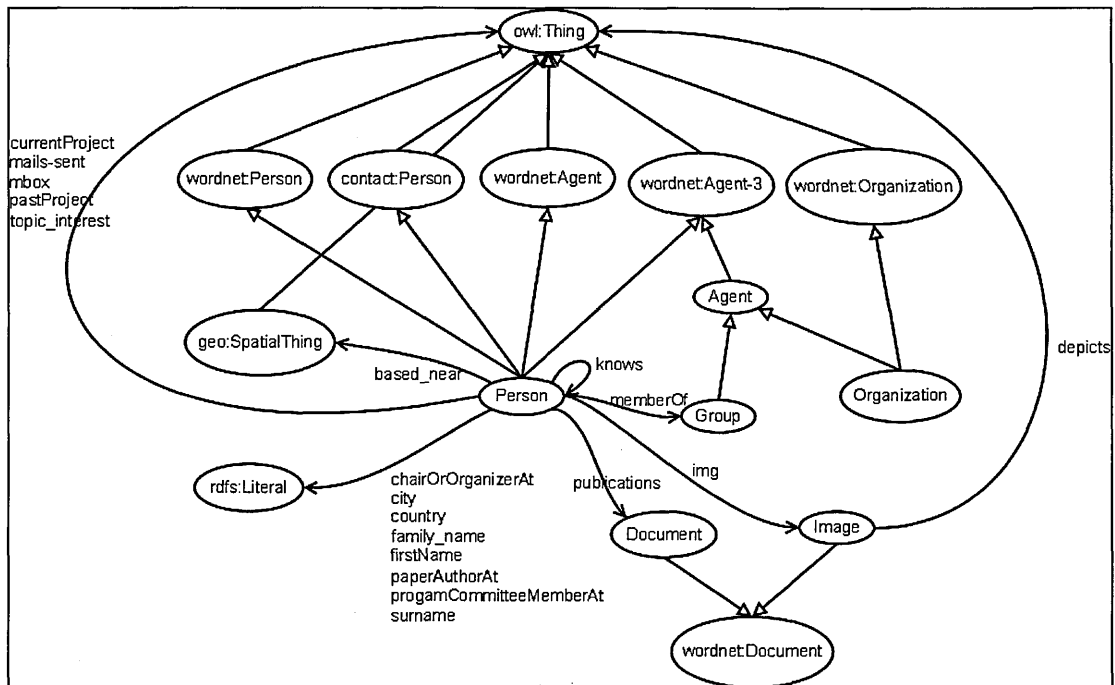 owl:Thing
currentProject
mails-sent
mbox
pastProject
topic_interest
wordnet:Person
contact:Person
wordnet:Agent
wordnet:Agent-3
wordnet:Organization
Agent
geo:SpatialThing
based_near
knows
depicts
Person
memberOf
Group
Organization
rdfs:Literal
chairOrOrganizerAt
city
country
family_name
firstName
paperAuthorAt
progamCommitteeMemberAt
surname
publications
img
Document
Image
wordnet:Document